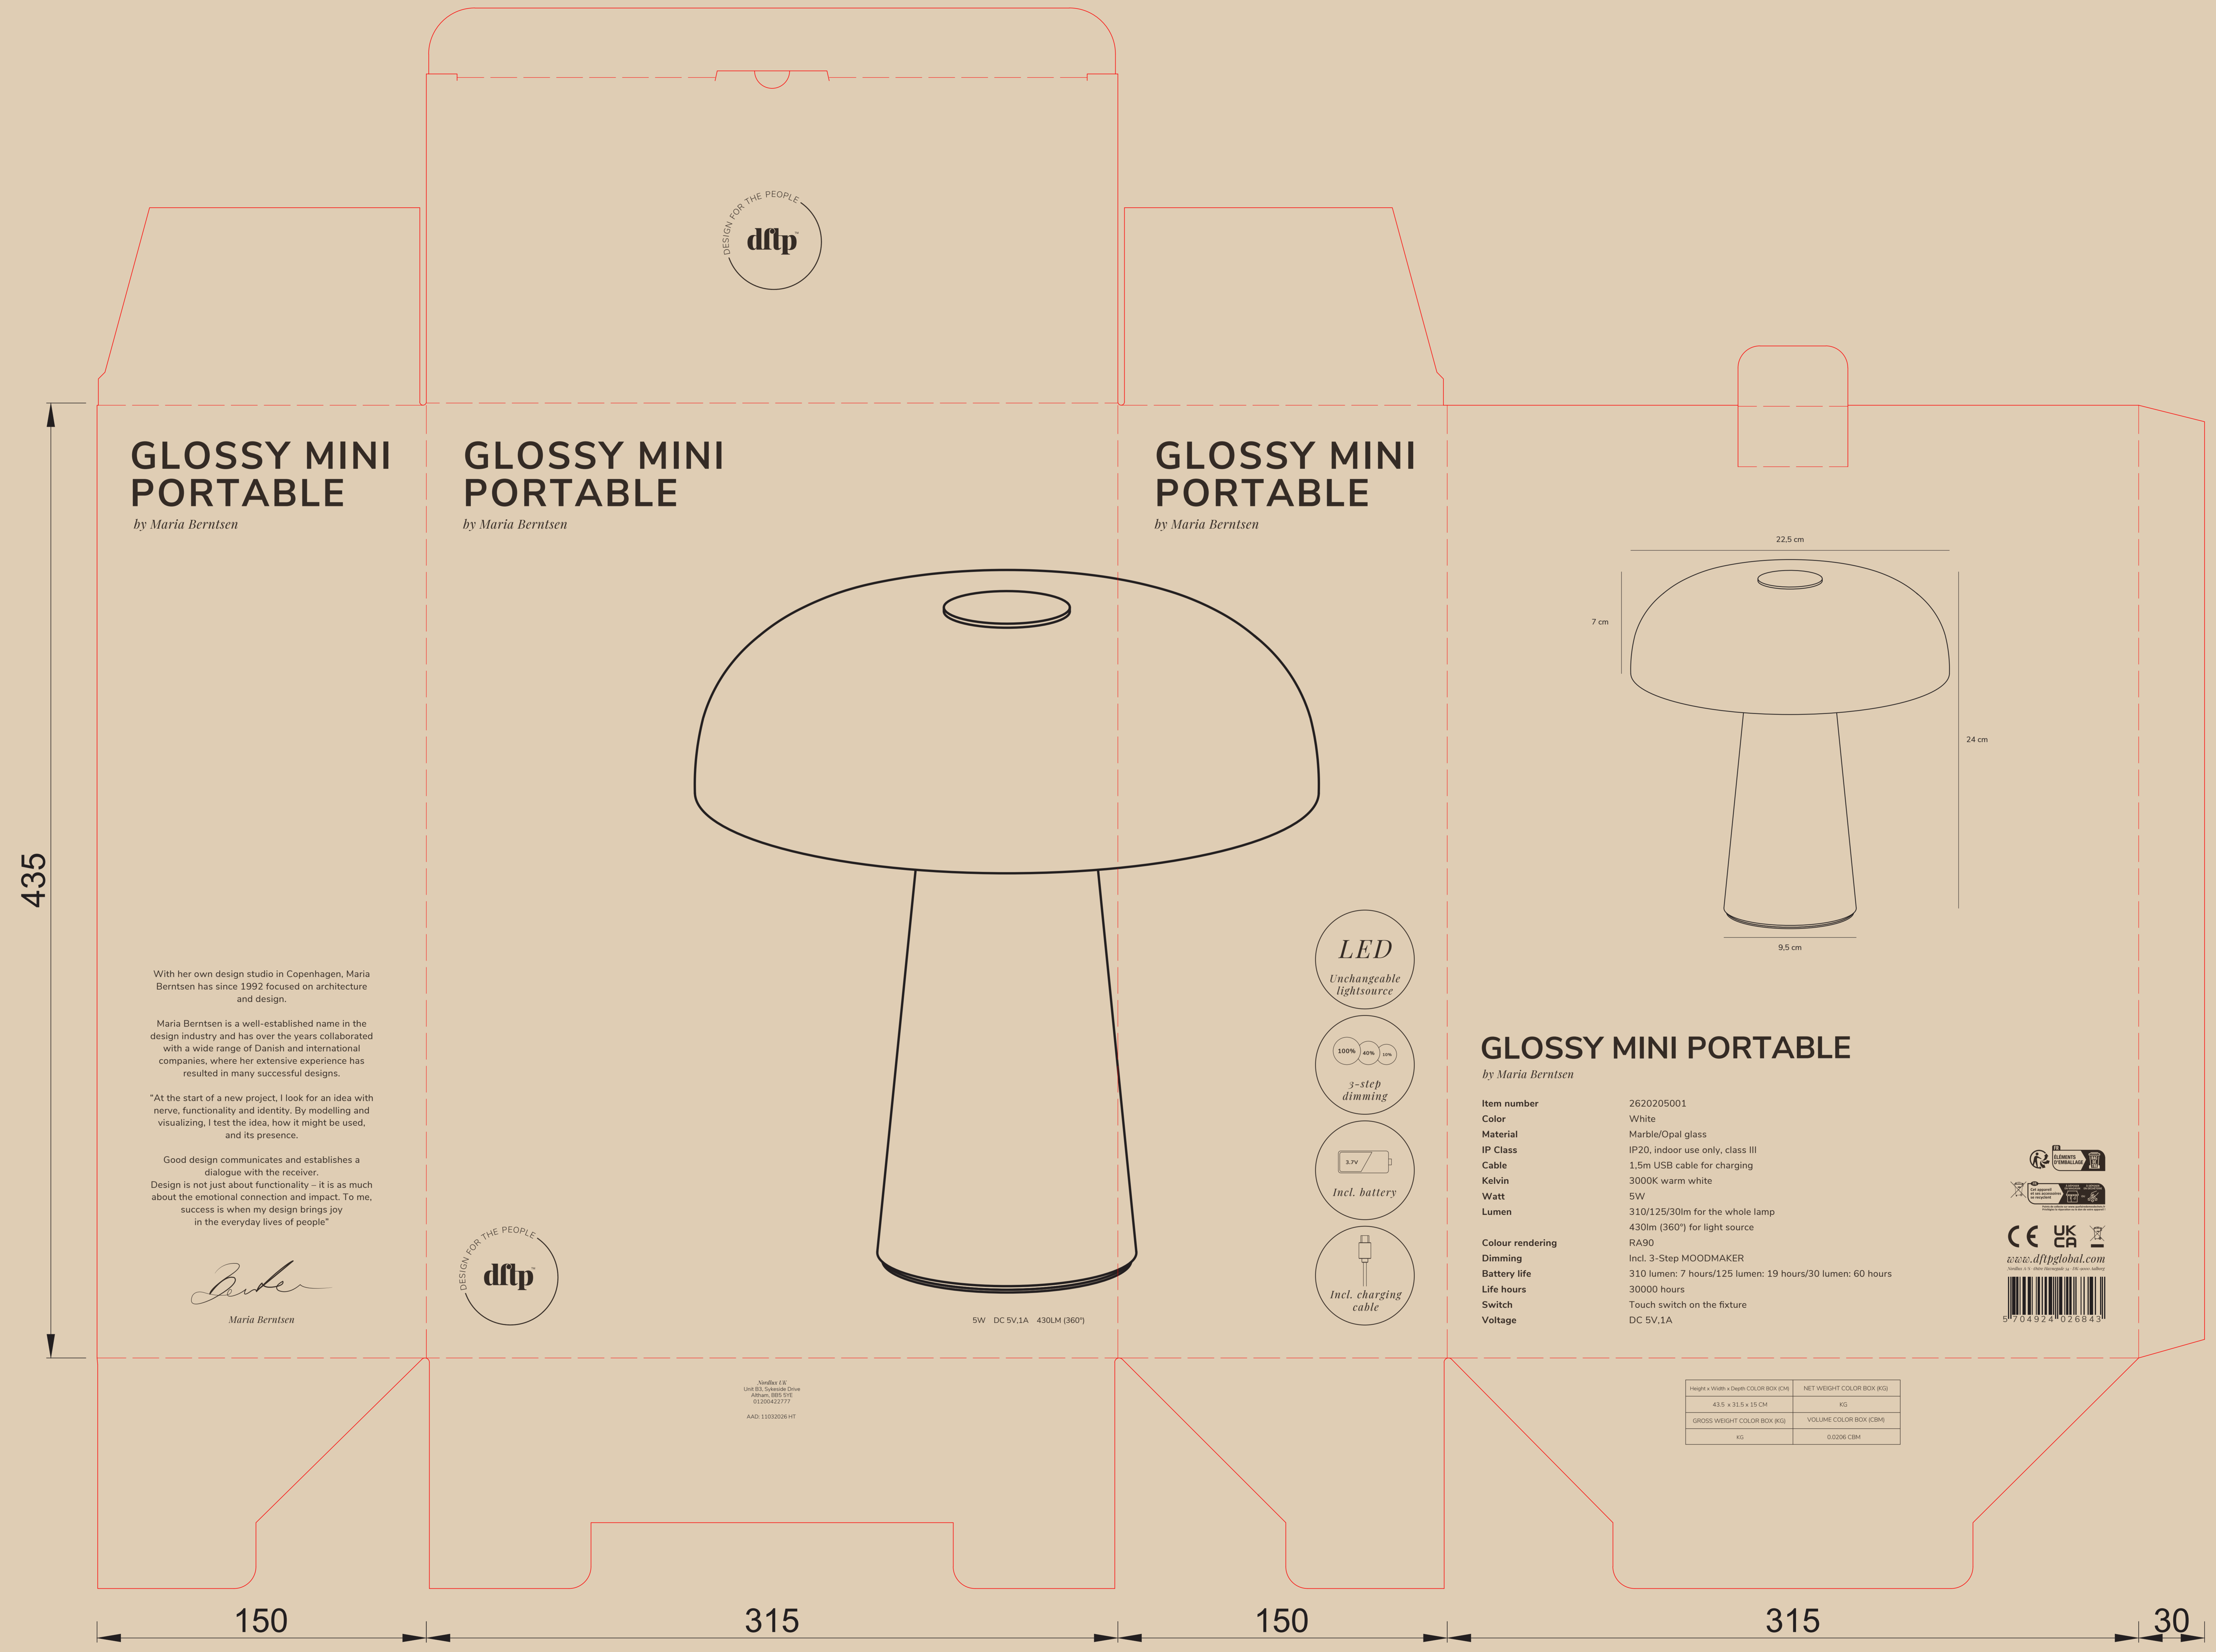 DESIGN FOR THE PEOPLE
dftp™
GLOSSY MINI
PORTABLE
by Maria Berntsen
With her own design studio in Copenhagen, Maria
Berntsen has since 1992 focused on architecture
and design.
Maria Berntsen is a well-established name in the
design industry and has over the years collaborated
with a wide range of Danish and international
companies, where her extensive experience has
resulted in many successful designs.
"At the start of a new project, I look for an idea with
nerve, functionality and identity. By modelling and
visualizing, I test the idea, how it might be used,
and its presence.
Good design communicates and establishes a
dialogue with the receiver.
Design is not just about functionality – it is as much
about the emotional connection and impact. To me,
success is when my design brings joy
in the everyday lives of people"
Maria Berntsen
435
GLOSSY MINI
PORTABLE
by Maria Berntsen
DESIGN FOR THE PEOPLE
dftp™
5W DC 5V,1A 430LM (360°)
GLOSSY MINI
PORTABLE
by Maria Berntsen
LED
Unchangeable
lightsource
100% 40% 10%
3-step
dimming
3.7V
Incl. battery
Incl. charging
cable
22,5 cm
7 cm
24 cm
9,5 cm
GLOSSY MINI PORTABLE
by Maria Berntsen
Item number 2620205001
Color White
Material Marble/Opal glass
IP Class IP20, indoor use only, class III
Cable 1,5m USB cable for charging
Kelvin 3000K warm white
Watt 5W
Lumen 310/125/30lm for the whole lamp
430lm (360°) for light source
Colour rendering RA90
Dimming Incl. 3-Step MOODMAKER
Battery life 310 lumen: 7 hours/125 lumen: 19 hours/30 lumen: 60 hours
Life hours 30000 hours
Switch Touch switch on the fixture
Voltage DC 5V,1A
FR
ÉLÉMENTS
D'EMBALLAGE
FR
Cet appareil
et ses accessoires
se recyclent
CE UK
CA
www.dftpglobal.com
5 704924 026843
Nordlux UK
Unit B3, Sykeside Drive
Altham, BB5 5YE
01200422777
AAD: 11032026 HT
Height x Width x Depth COLOR BOX (CM) NET WEIGHT COLOR BOX (KG)
43.5 x 31.5 x 15 CM KG
GROSS WEIGHT COLOR BOX (KG) VOLUME COLOR BOX (CBM)
KG 0.0206 CBM
150 315 150 315 30